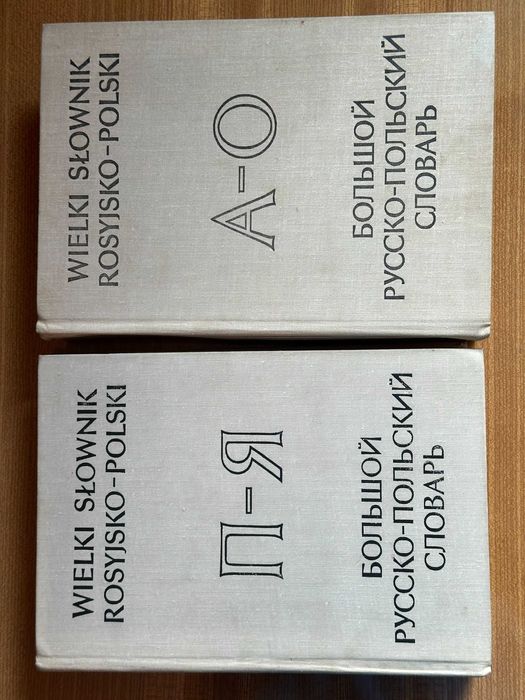 WIELKI SŁOWNIK
ROSYJSKO-POLSKI
А-О
БОЛЬШОЙ
РУССКО-ПОЛЬСКИЙ
СЛОВАРЬ
WIELKI SŁOWNIK
ROSYJSKO-POLSKI
П-Я
БОЛЬШОЙ
РУССКО-ПОЛЬСКИЙ
СЛОВАРЬ